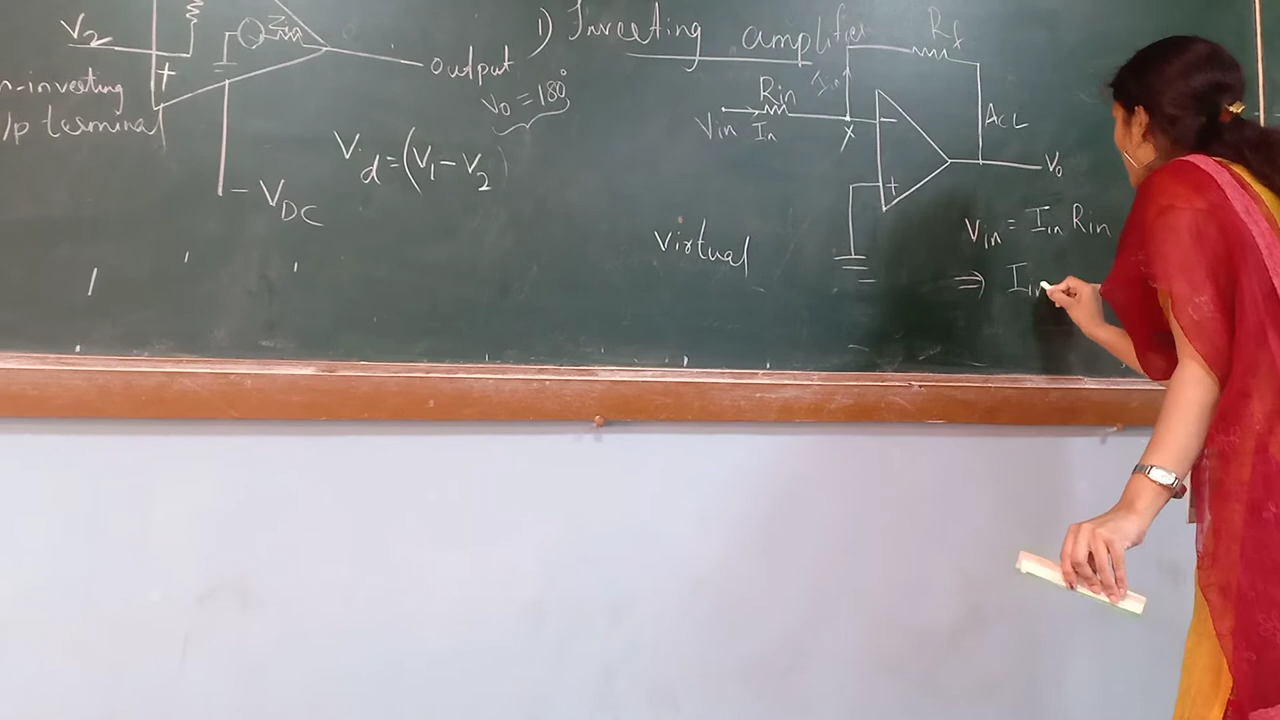 V2
+
n-inverting
/p terminal
Zo
output
- VDC
Vd = (V1 - V2)
1) Inverting amplifier
Vo = 180°
Rf
Iin
Rin
Vin Iin
X
-
+
ACL
Vo
Virtual
Vin = Iin Rin
⇒ Iin